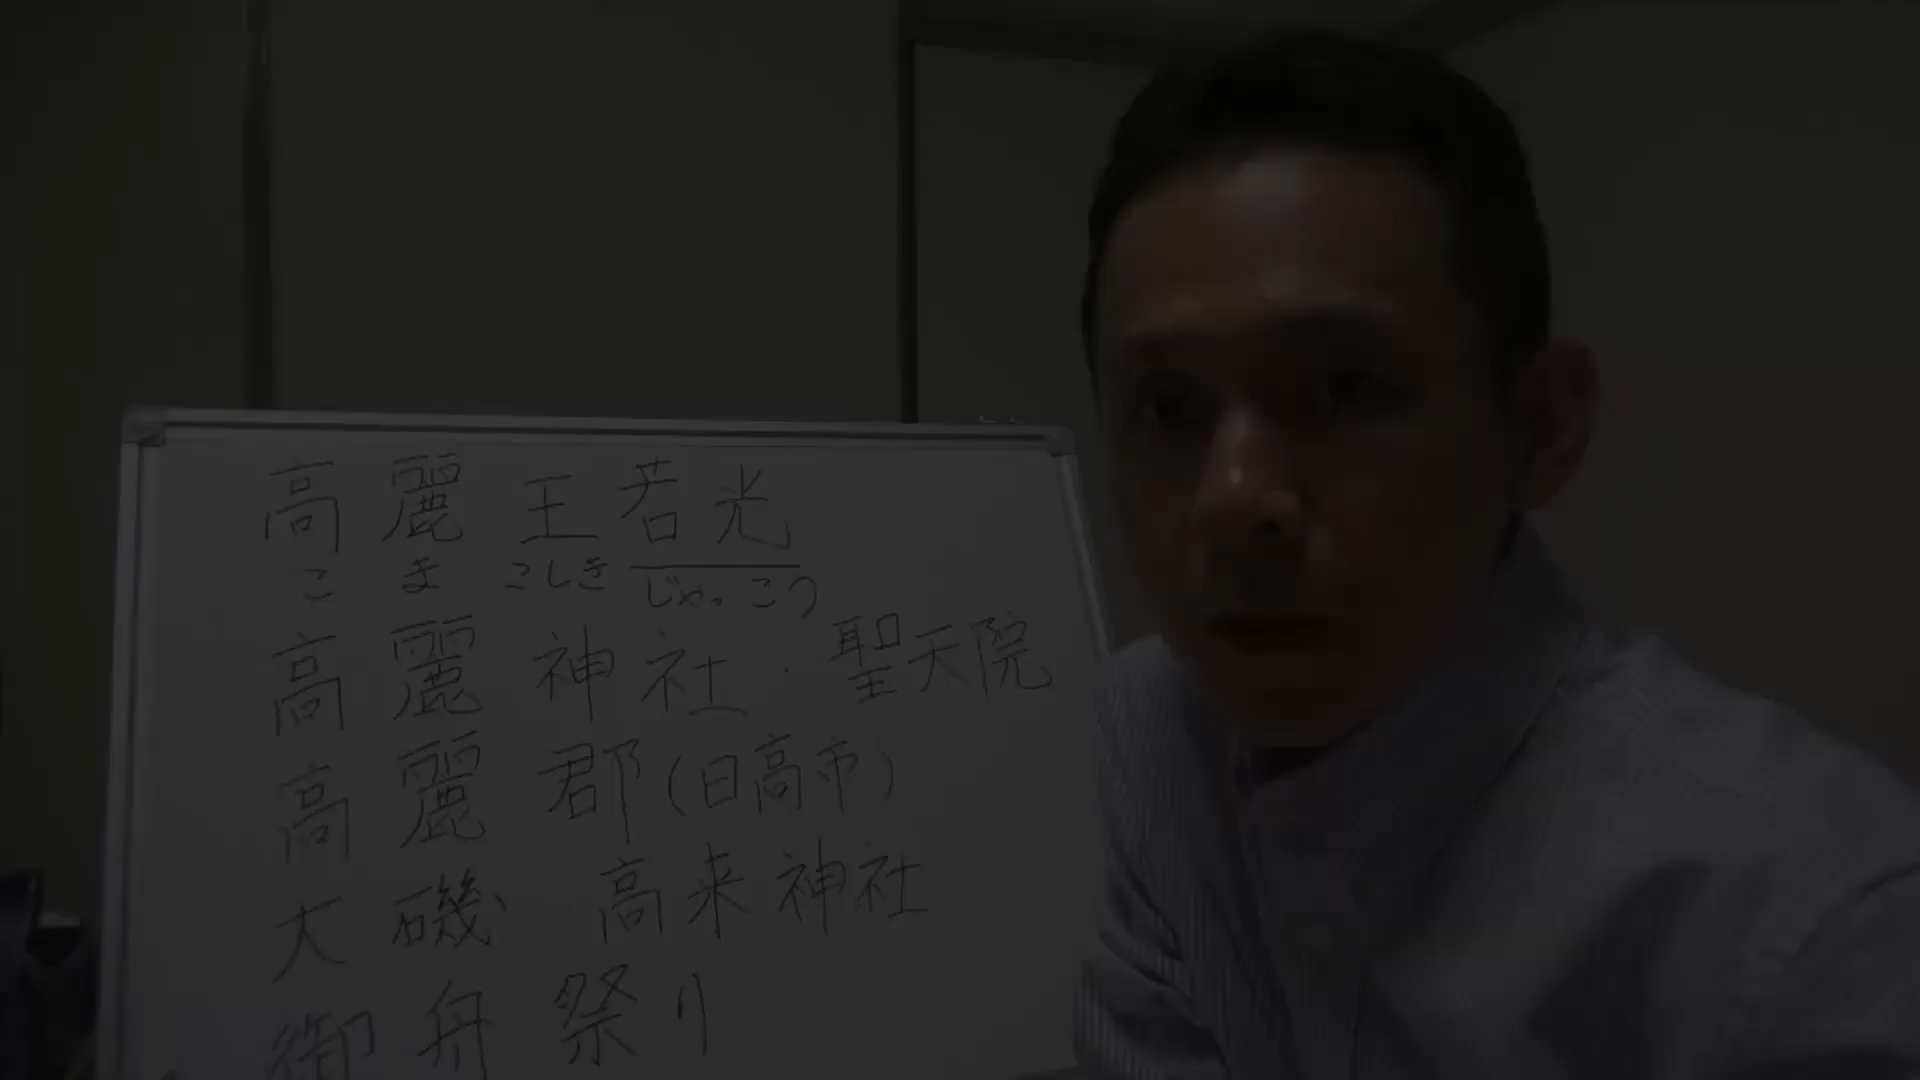 高麗王若光
こま こしき じゃっこう
高麗神社・聖天院
高麗郡(日高市)
大磯 高来神社
御舟祭り